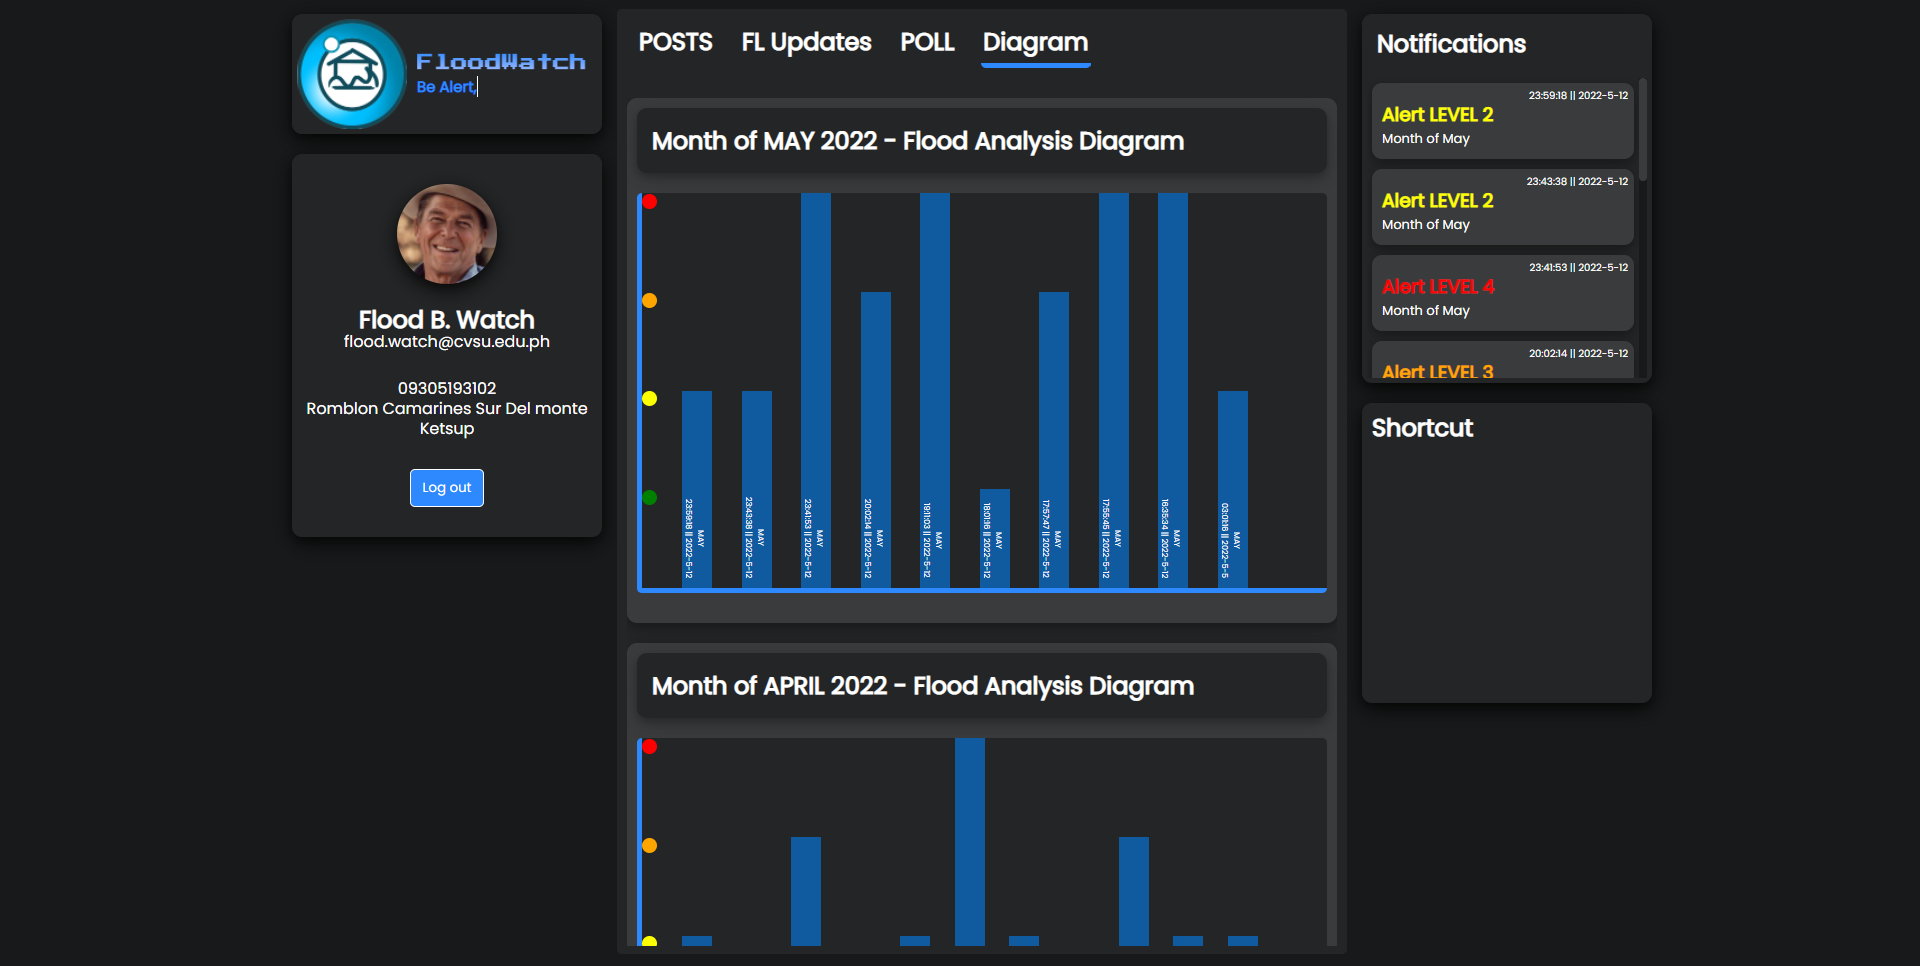 FloodWatch
Be Alert,
Flood B. Watch
flood.watch@cvsu.edu.ph
09305193102
Romblon Camarines Sur Del monte
Ketsup
Log out
POSTS FL Updates POLL Diagram
Month of MAY 2022 - Flood Analysis Diagram
MAY
23:59:18 || 2022-5-12
MAY
23:43:38 || 2022-5-12
MAY
23:41:53 || 2022-5-12
MAY
20:02:14 || 2022-5-12
MAY
19:11:03 || 2022-5-12
MAY
18:01:16 || 2022-5-12
MAY
17:57:47 || 2022-5-12
MAY
17:55:45 || 2022-5-12
MAY
16:35:34 || 2022-5-12
MAY
03:01:16 || 2022-5-5
Month of APRIL 2022 - Flood Analysis Diagram
Notifications
23:59:18 || 2022-5-12
Alert LEVEL 2
Month of May
23:43:38 || 2022-5-12
Alert LEVEL 2
Month of May
23:41:53 || 2022-5-12
Alert LEVEL 4
Month of May
20:02:14 || 2022-5-12
Alert LEVEL 3
Shortcut